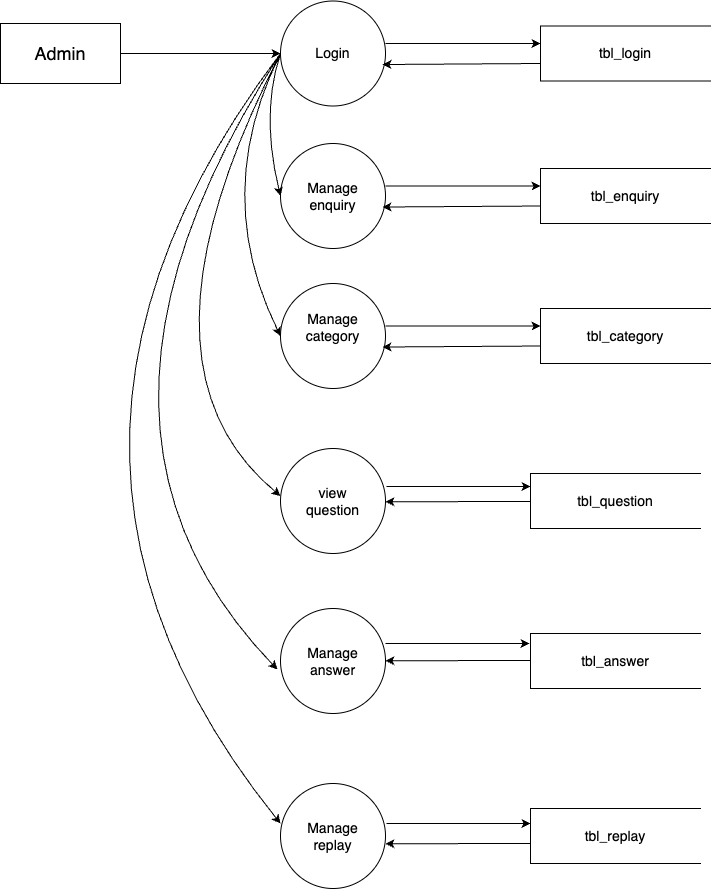 Admin
Login
tbl_login
Manage
enquiry
tbl_enquiry
Manage
category
tbl_category
view
question
tbl_question
Manage
answer
tbl_answer
Manage
replay
tbl_replay